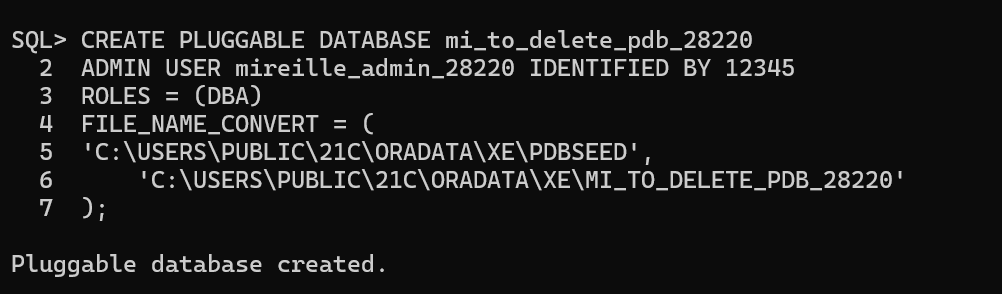 SQL> CREATE PLUGGABLE DATABASE mi_to_delete_pdb_28220
2 ADMIN USER mireille_admin_28220 IDENTIFIED BY 12345
3 ROLES = (DBA)
4 FILE_NAME_CONVERT = (
5 'C:\USERS\PUBLIC\21C\ORADATA\XE\PDBSEED',
6 'C:\USERS\PUBLIC\21C\ORADATA\XE\MI_TO_DELETE_PDB_28220'
7 );
Pluggable database created.